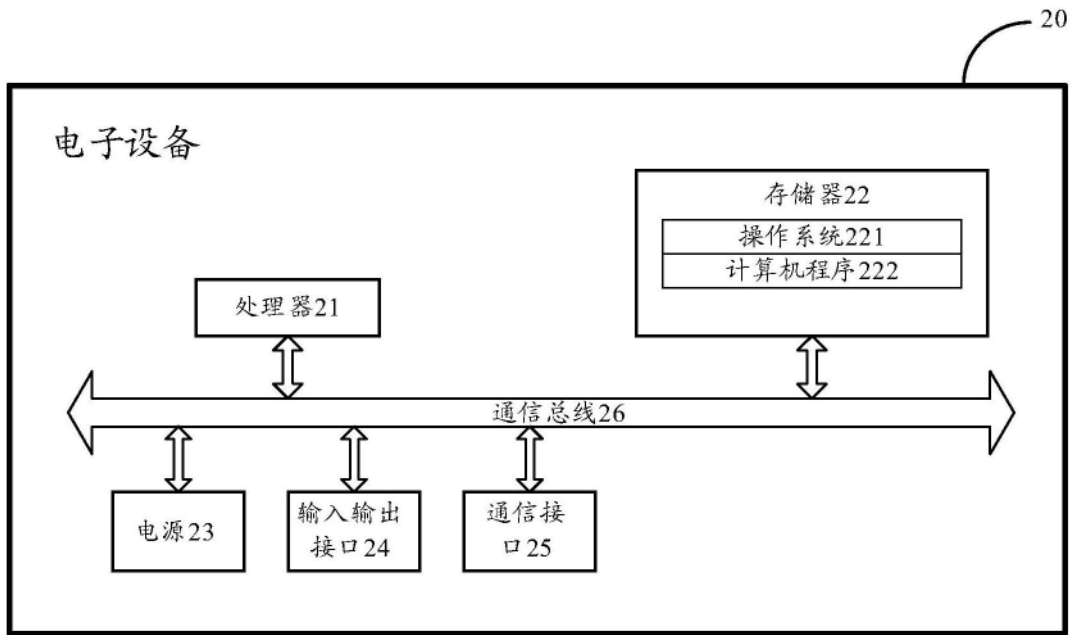 20
电子设备
存储器22
操作系统221
计算机程序222
处理器21
通信总线26
电源23
输入输出
接口24
通信接
口25